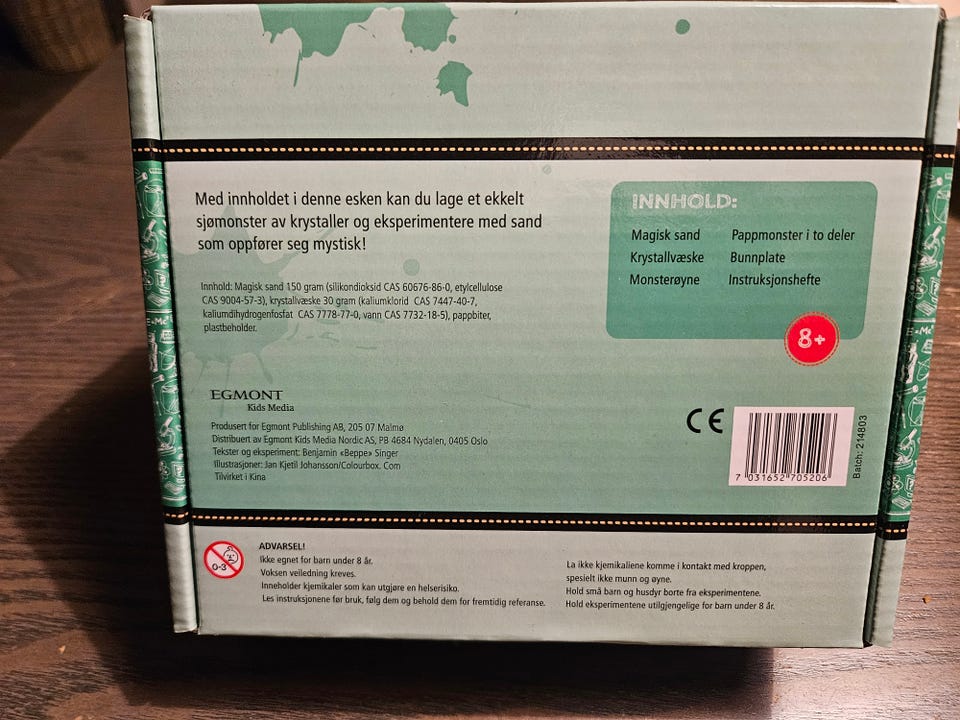 Med innholdet i denne esken kan du lage et ekkelt
sjømonster av krystaller og eksperimentere med sand
som oppfører seg mystisk!
Innhold: Magisk sand 150 gram (silikondioksid CAS 60676-86-0, etylcellulose
CAS 9004-57-3), krystallvæske 30 gram (kaliumklorid CAS 7447-40-7,
kaliumdihydrogenfosfat CAS 7778-77-0, vann CAS 7732-18-5), pappbiter,
plastbeholder.
INNHOLD:
Magisk sand Pappmonster i to deler
Krystallvæske Bunnplate
Monsterøyne Instruksjonshefte
8+
EGMONT
Kids Media
Produsert for Egmont Publishing AB, 205 07 Malmø
Distribuert av Egmont Kids Media Nordic AS, PB 4684 Nydalen, 0405 Oslo
Tekster og eksperiment: Benjamin «Beppe» Singer
Illustrasjoner: Jan Kjetil Johansson/Colourbox. Com
Tilvirket i Kina
CE
7 031652 705206
Batch: 214803
0-3
ADVARSEL!
Ikke egnet for barn under 8 år.
Voksen veiledning kreves.
Inneholder kjemikaler som kan utgjøre en helserisiko.
Les instruksjonene før bruk, følg dem og behold dem for fremtidig referanse.
La ikke kjemikaliene komme i kontakt med kroppen,
spesielt ikke munn og øyne.
Hold små barn og husdyr borte fra eksperimentene.
Hold eksperimentene utilgjengelige for barn under 8 år.